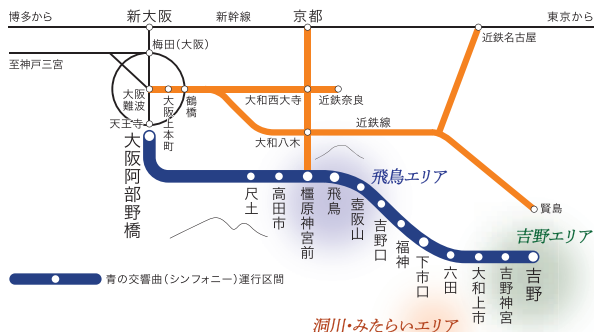 博多から
新大阪
新幹線
京都
東京から
近鉄名古屋
梅田(大阪)
至神戸三宮
大阪難波
大阪上本町
鶴橋
大和西大寺
近鉄奈良
天王寺
近鉄線
大和八木
大阪阿部野橋
飛鳥エリア
尺土
高田市
橿原神宮前
飛鳥
壺阪山
吉野口
福神
下市口
六田
大和上市
吉野神宮
吉野
賢島
吉野エリア
青の交響曲(シンフォニー)運行区間
洞川・みたらいエリア